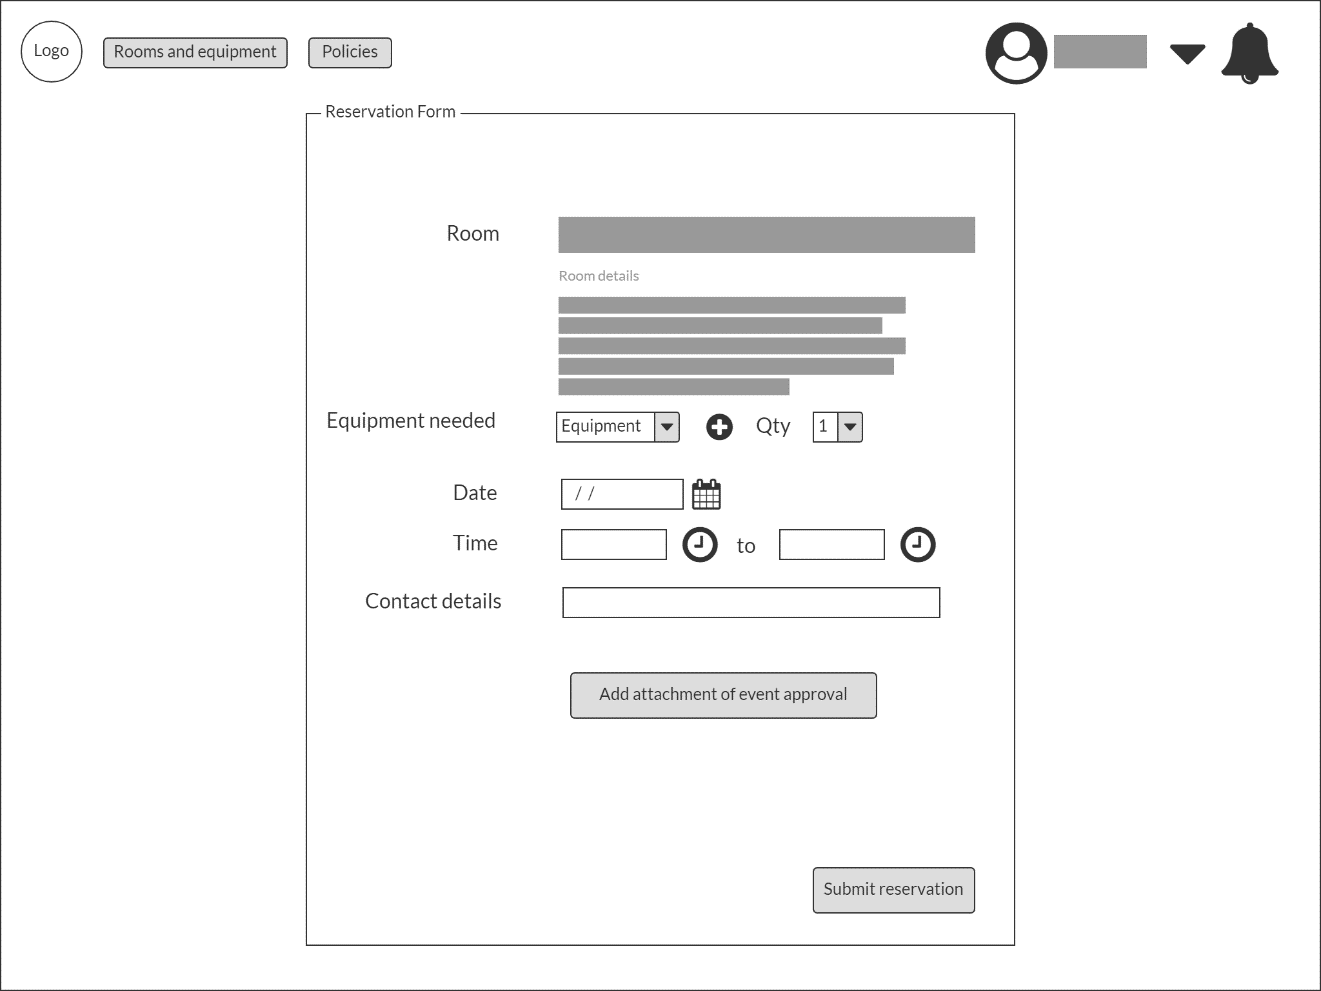 Logo
Rooms and equipment
Policies
Reservation Form
Room
Room details
Equipment needed
Equipment
Qty
1
Date
/ /
Time
to
Contact details
Add attachment of event approval
Submit reservation